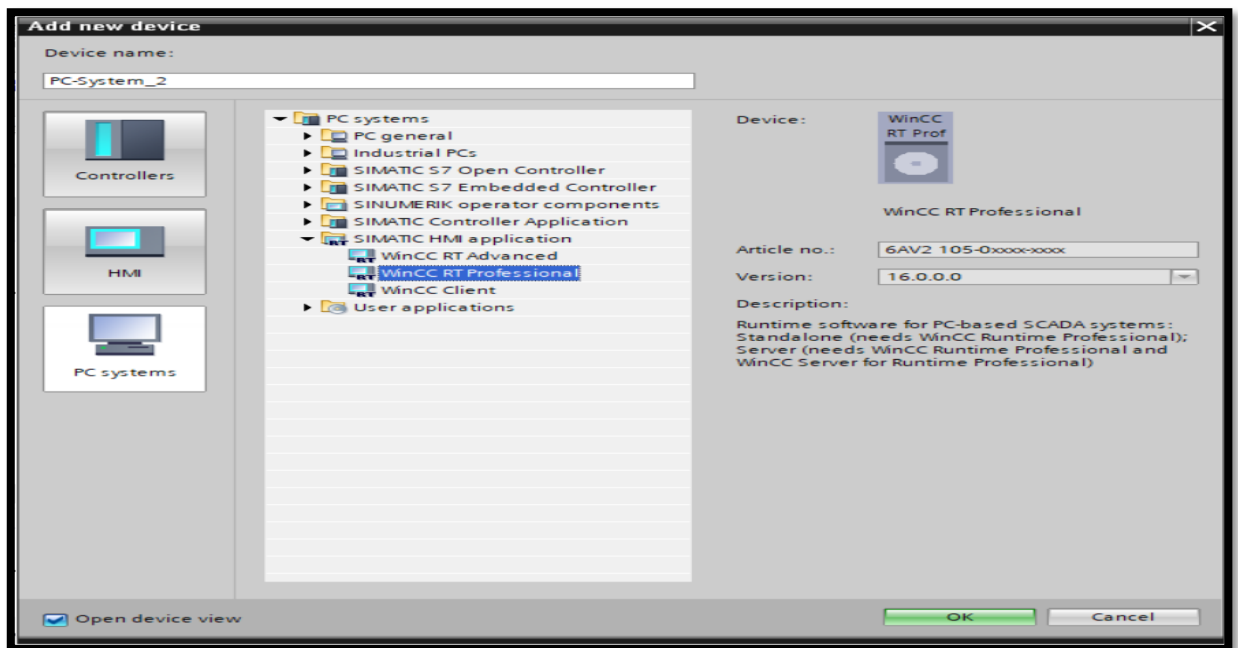 Add new device
Device name:
PC-System_2
Controllers
HMI
PC systems
PC systems
PC general
Industrial PCs
SIMATIC S7 Open Controller
SIMATIC S7 Embedded Controller
SINUMERIK operator components
SIMATIC Controller Application
SIMATIC HMI application
WinCC RT Advanced
WinCC RT Professional
WinCC Client
User applications
Device:
WinCC
RT Prof
WinCC RT Professional
Article no.: 6AV2 105-0xxxx-xxxx
Version: 16.0.0.0
Description:
Runtime software for PC-based SCADA systems:
Standalone (needs WinCC Runtime Professional);
Server (needs WinCC Runtime Professional and
WinCC Server for Runtime Professional)
Open device view
OK
Cancel